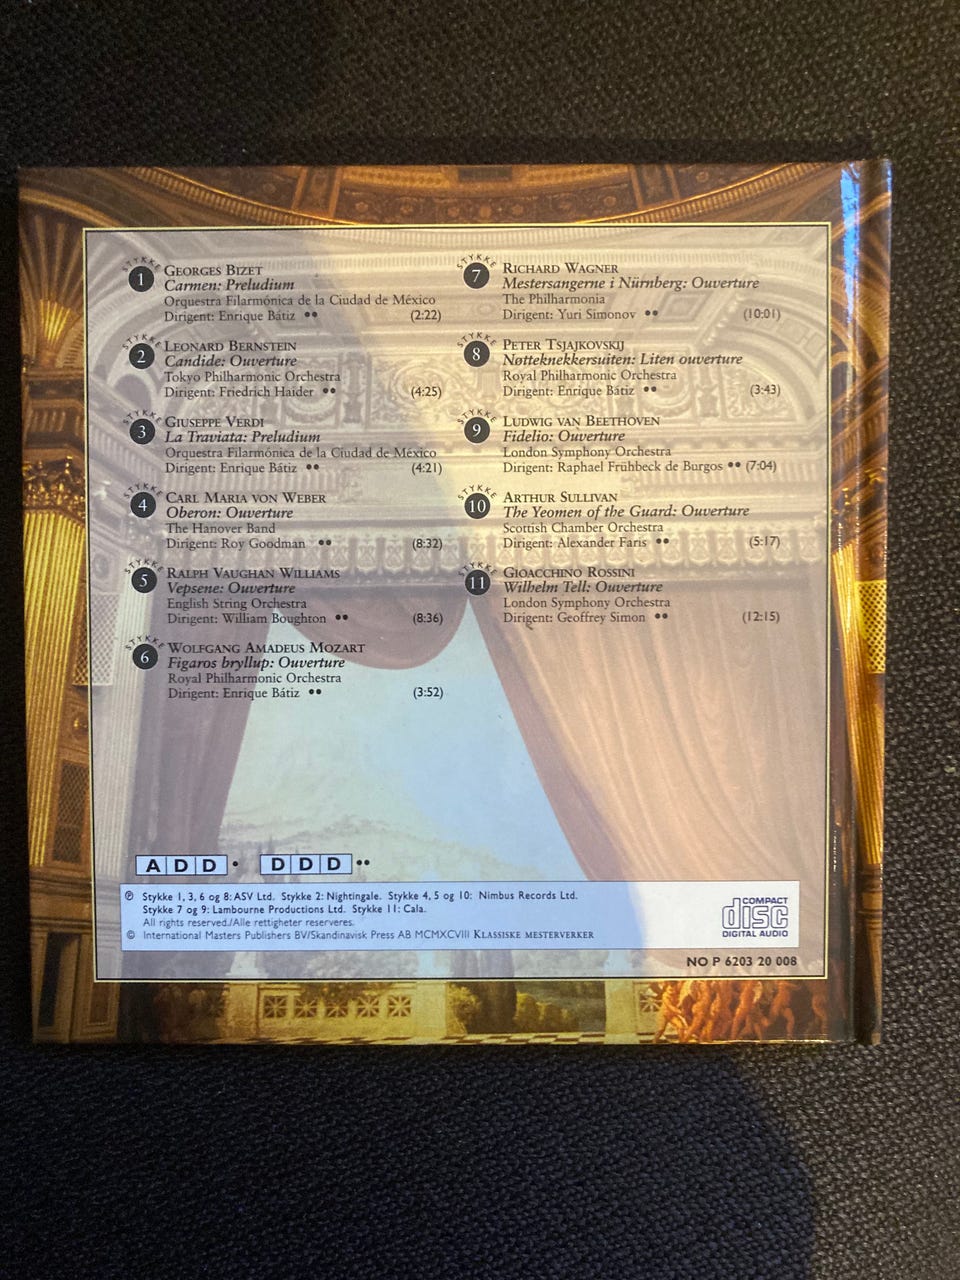 STYKKE
1
GEORGES BIZET
Carmen: Preludium
Orquestra Filarmónica de la Ciudad de México
Dirigent: Enrique Bátiz •• (2:22)
STYKKE
2
LEONARD BERNSTEIN
Candide: Ouverture
Tokyo Philharmonic Orchestra
Dirigent: Friedrich Haider •• (4:25)
STYKKE
3
GIUSEPPE VERDI
La Traviata: Preludium
Orquestra Filarmónica de la Ciudad de México
Dirigent: Enrique Bátiz •• (4:21)
STYKKE
4
CARL MARIA VON WEBER
Oberon: Ouverture
The Hanover Band
Dirigent: Roy Goodman •• (8:32)
STYKKE
5
RALPH VAUGHAN WILLIAMS
Vepsene: Ouverture
English String Orchestra
Dirigent: William Boughton •• (8:36)
STYKKE
6
WOLFGANG AMADEUS MOZART
Figaros bryllup: Ouverture
Royal Philharmonic Orchestra
Dirigent: Enrique Bátiz •• (3:52)
STYKKE
7
RICHARD WAGNER
Mestersangerne i Nürnberg: Ouverture
The Philharmonia
Dirigent: Yuri Simonov •• (10:01)
STYKKE
8
PETER TSJAJKOVSKIJ
Nøtteknekkersuiten: Liten ouverture
Royal Philharmonic Orchestra
Dirigent: Enrique Bátiz •• (3:43)
STYKKE
9
LUDWIG VAN BEETHOVEN
Fidelio: Ouverture
London Symphony Orchestra
Dirigent: Raphael Frühbeck de Burgos •• (7:04)
STYKKE
10
ARTHUR SULLIVAN
The Yeomen of the Guard: Ouverture
Scottish Chamber Orchestra
Dirigent: Alexander Faris •• (5:17)
STYKKE
11
GIOACCHINO ROSSINI
Wilhelm Tell: Ouverture
London Symphony Orchestra
Dirigent: Geoffrey Simon •• (12:15)
ADD • DDD ••
℗ Stykke 1, 3, 6 og 8: ASV Ltd. Stykke 2: Nightingale. Stykke 4, 5 og 10: Nimbus Records Ltd.
Stykke 7 og 9: Lambourne Productions Ltd. Stykke 11: Cala.
All rights reserved./Alle rettigheter reserveres.
© International Masters Publishers BV/Skandinavisk Press AB MCMXCVIII KLASSISKE MESTERVERKER
COMPACT
disc
DIGITAL AUDIO
NO P 6203 20 008